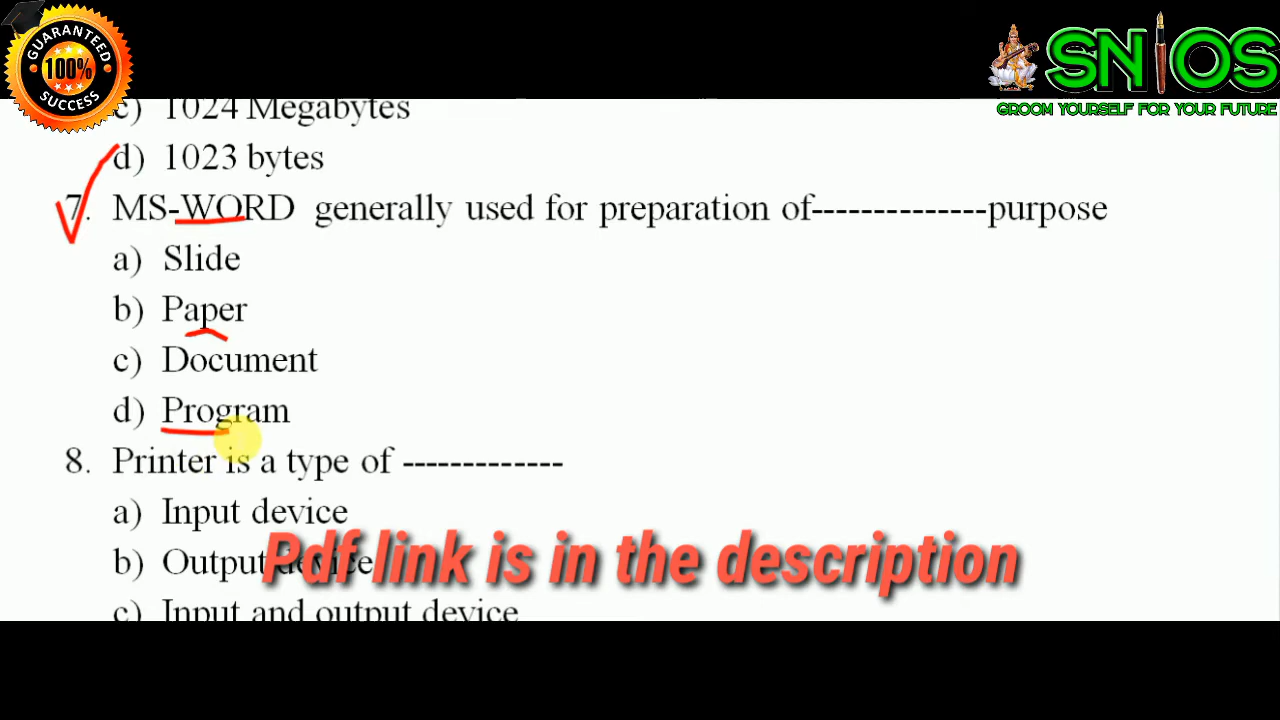 GUARANTEED
100%
SUCCESS
SNIOS
GROOM YOURSELF FOR YOUR FUTURE
c) 1024 Megabytes
d) 1023 bytes
7. MS-WORD generally used for preparation of--------------purpose
a) Slide
b) Paper
c) Document
d) Program
8. Printer is a type of -------------
a) Input device
b) Output device
Pdf link is in the description
c) Input and output device